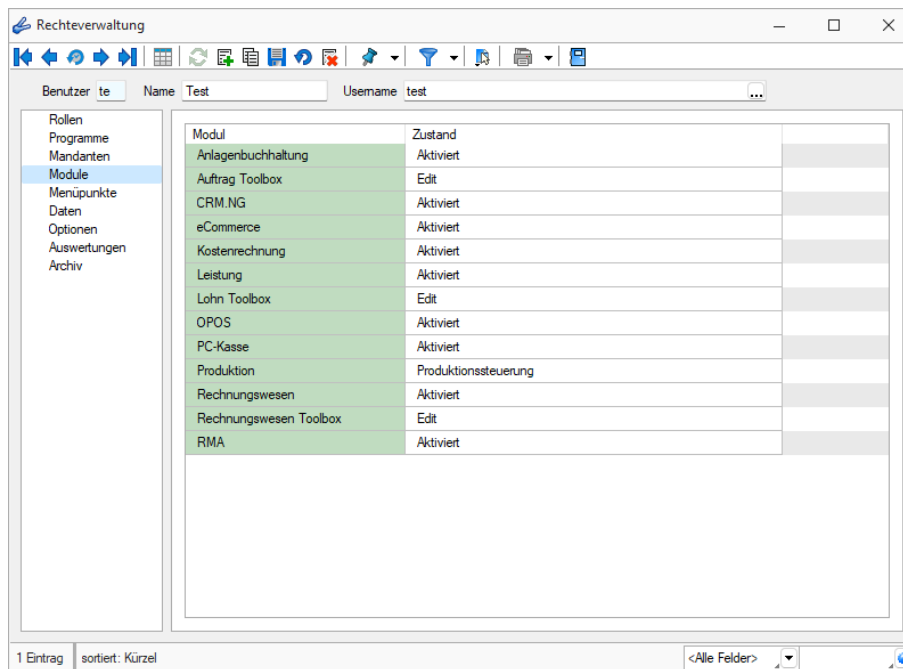 Rechteverwaltung
Benutzer te Name Test Username test ...
Rollen
Programme
Mandanten
Module
Menüpunkte
Daten
Optionen
Auswertungen
Archiv
Modul Zustand
Anlagenbuchhaltung Aktiviert
Auftrag Toolbox Edit
CRM.NG Aktiviert
eCommerce Aktiviert
Kostenrechnung Aktiviert
Leistung Aktiviert
Lohn Toolbox Edit
OPOS Aktiviert
PC-Kasse Aktiviert
Produktion Produktionssteuerung
Rechnungswesen Aktiviert
Rechnungswesen Toolbox Edit
RMA Aktiviert
1 Eintrag sortiert: Kürzel <Alle Felder>